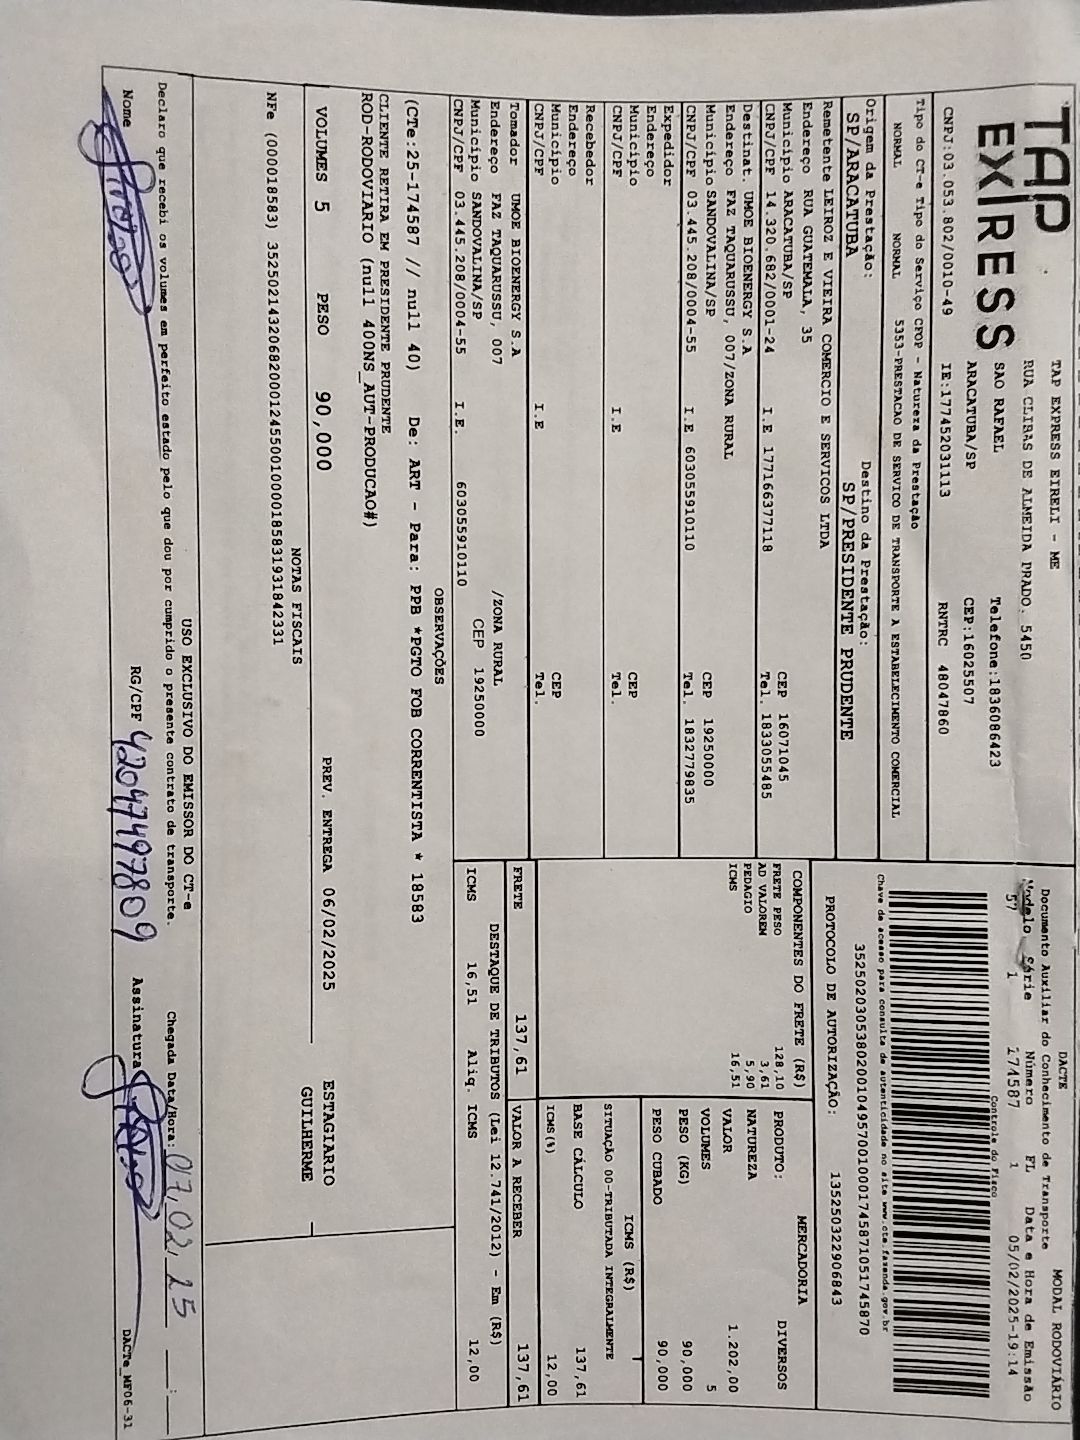 TAP
EX/RESS
TAP EXPRESS EIRELI - ME
RUA CLIBAS DE ALMEIDA PRADO. 5450
SAO RAFAEL Telefone:1836086423
ARACATUBA/SP CEP:16025507
CNPJ:03.053.802/0010-49 IE:177452031113 RNTRC 48047860
Tipo do CT-e Tipo do Serviço CFOP - Natureza da Prestação
NORMAL NORMAL 5353-PRESTACAO DE SERVICO DE TRANSPORTE A ESTABELECIMENTO COMERCIAL
Origem da Prestação: Destino da Prestação:
SP/ARACATUBA SP/PRESIDENTE PRUDENTE
DACTE MODAL RODOVIÁRIO
Documento Auxiliar do Conhecimento de Transporte
Modelo Série Número FL Data e Hora de Emissão
57 1 174587 1 05/02/2025-19:14
Controle do Fisco
Chave de acesso para consulta de autenticidade no site www.cte.fazenda.gov.br
35250203053802001049570010001745871051745870
PROTOCOLO DE AUTORIZAÇÃO: 135250322906843
Remetente LEIROZ E VIEIRA COMERCIO E SERVICOS LTDA
Endereço RUA GUATEMALA, 35
Municipio ARACATUBA/SP CEP 16071045
CNPJ/CPF 14.320.682/0001-24 I.E 177166377118 Tel. 1833055485
Destinat. UMOE BIOENERGY S.A
Endereço FAZ TAQUARUSSU, 007/ZONA RURAL
Municipio SANDOVALINA/SP CEP 19250000
CNPJ/CPF 03.445.208/0004-55 I.E 603055910110 Tel. 1832779835
Expedidor
Endereço
Municipio CEP
CNPJ/CPF I.E Tel.
Recebedor
Endereço
Municipio CEP
CNPJ/CPF I.E Tel.
Tomador UMOE BIOENERGY S.A
Endereço FAZ TAQUARUSSU, 007 /ZONA RURAL
Municipio SANDOVALINA/SP CEP 19250000
CNPJ/CPF 03.445.208/0004-55 I.E. 603055910110
COMPONENTES DO FRETE (R$)
FRETE PESO 128,10
AD VALOREM 3,61
PEDAGIO 5,90
ICMS 16,51
MERCADORIA
PRODUTO: DIVERSOS
NATUREZA
VALOR 1.202,00
VOLUMES 5
PESO (KG) 90,000
PESO CUBADO 90,000
ICMS (R$)
SITUAÇÃO 00-TRIBUTADA INTEGRALMENTE
BASE CÁLCULO 137,61
ICMS (%) 12,00
FRETE 137,61 VALOR A RECEBER 137,61
DESTAQUE DE TRIBUTOS (Lei 12.741/2012) - Em (R$)
ICMS 16,51 Aliq. ICMS 12,00
OBSERVAÇÕES
(CTe:25-174587 // null 40) De: ART - Para: PPB *PGTO FOB CORRENTISTA * 18583
CLIENTE RETIRA EM PRESIDENTE PRUDENTE
ROD-RODOVIARIO (null 400NS_AUT-PRODUCAO#)
VOLUMES 5 PESO 90,000 PREV. ENTREGA 06/02/2025 ESTAGIARIO
GUILHERME
NOTAS FISCAIS
NFe (000018583) 35250214320682000124550010000185831931842331
USO EXCLUSIVO DO EMISSOR DO CT-e
Declaro que recebi os volumes em perfeito estado pelo que dou por cumprido o presente contrato de transporte. Chegada Data/Hora: 07,02,25 __:__
Nome RG/CPF 42047497809 Assinatura
DACTe_MF06-31